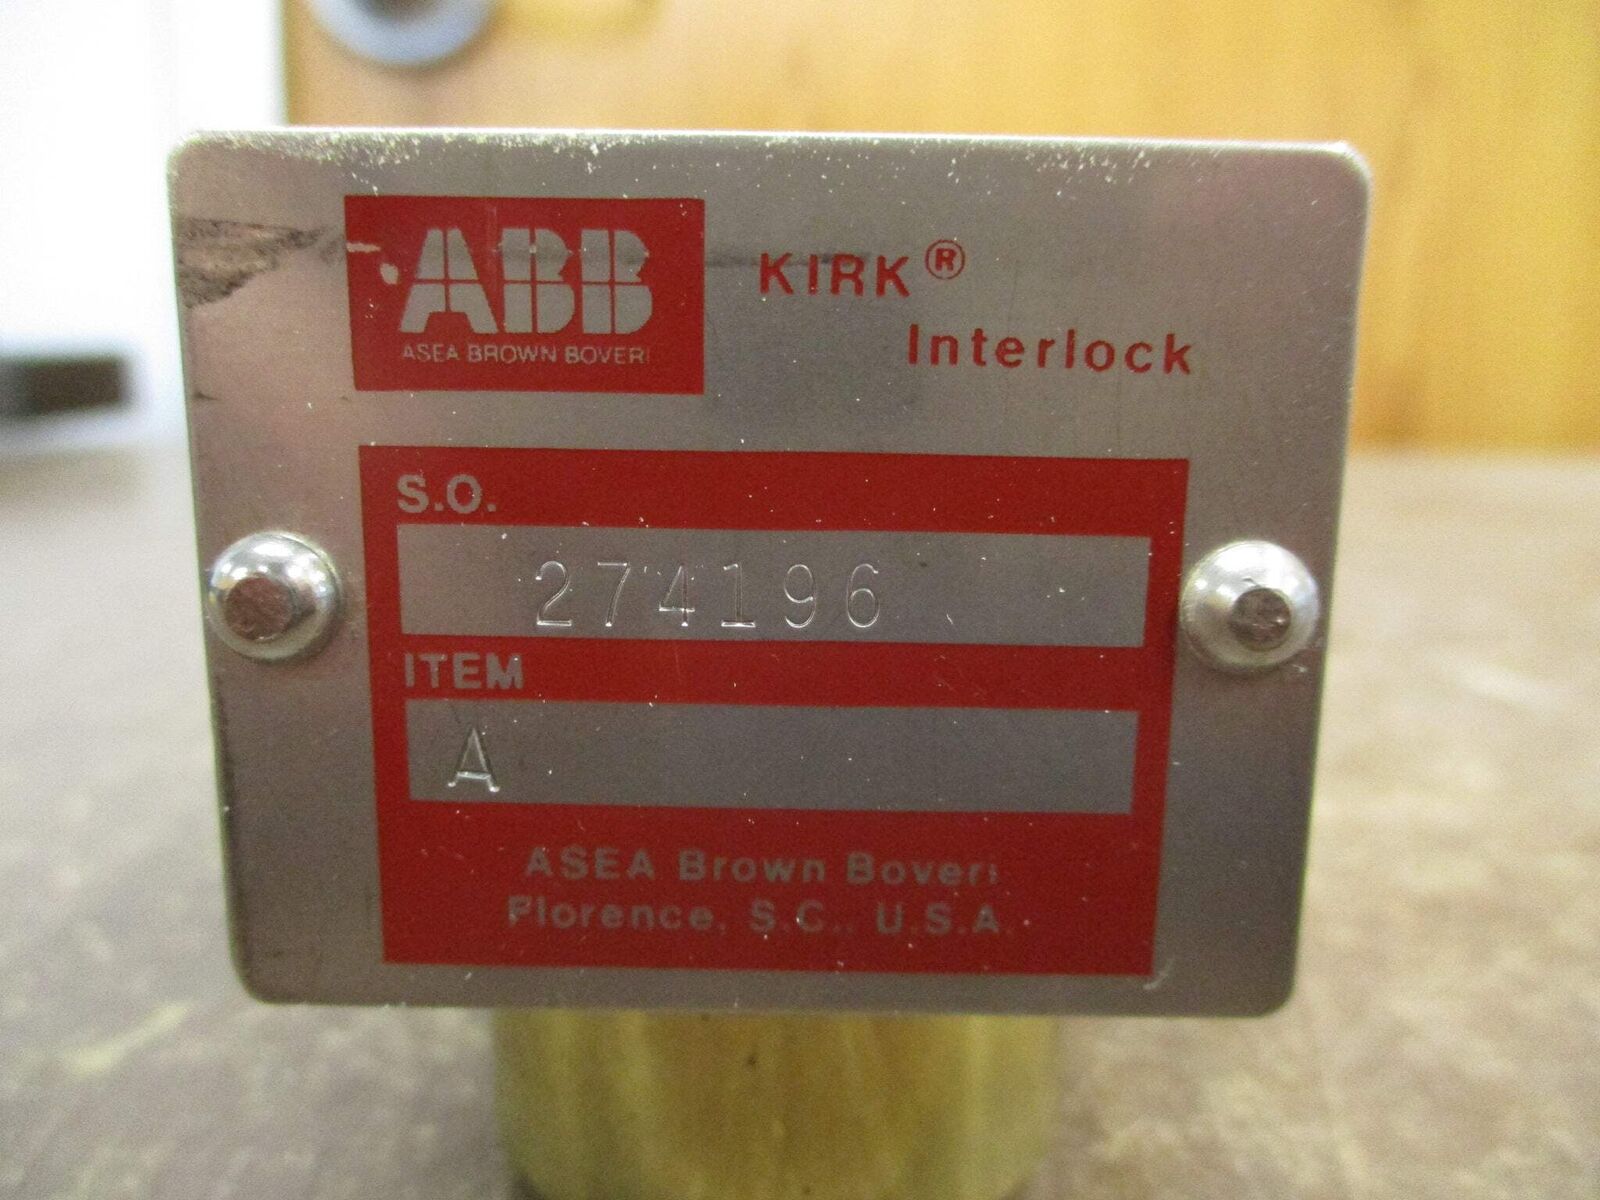 ABB
ASEA BROWN BOVERI
KIRK®
Interlock
S.O.
274196
ITEM
A
ASEA Brown Boveri
Florence, S.C., U.S.A.